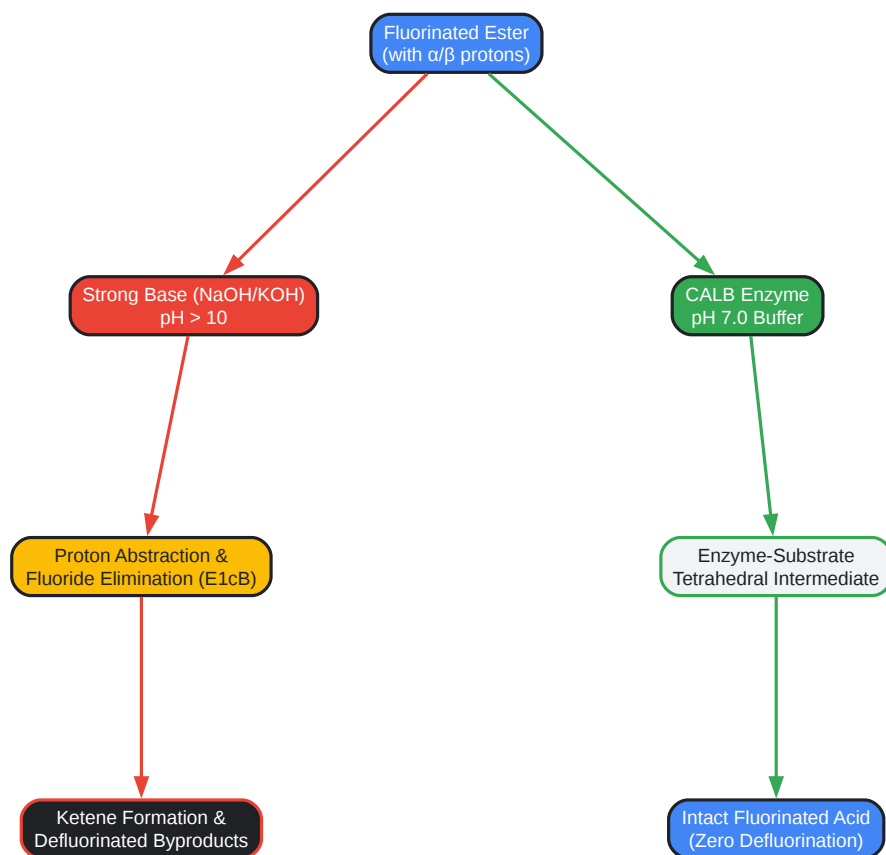 Fluorinated Ester
(with α/β protons)
Strong Base (NaOH/KOH)
pH > 10
CALB Enzyme
pH 7.0 Buffer
Proton Abstraction &
Fluoride Elimination (E1cB)
Enzyme-Substrate
Tetrahedral Intermediate
Ketene Formation &
Defluorinated Byproducts
Intact Fluorinated Acid
(Zero Defluorination)